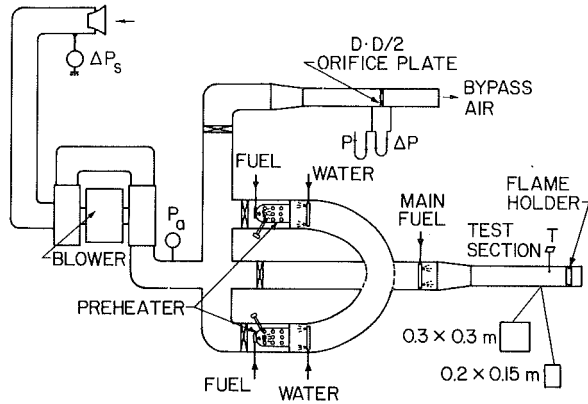 ΔPs
D·D/2
ORIFICE PLATE
BYPASS
AIR
P
ΔP
FUEL
WATER
FLAME
HOLDER
MAIN
FUEL
TEST
SECTION
T
Pa
BLOWER
PREHEATER
0.3 × 0.3 m
0.2 × 0.15 m
FUEL
WATER